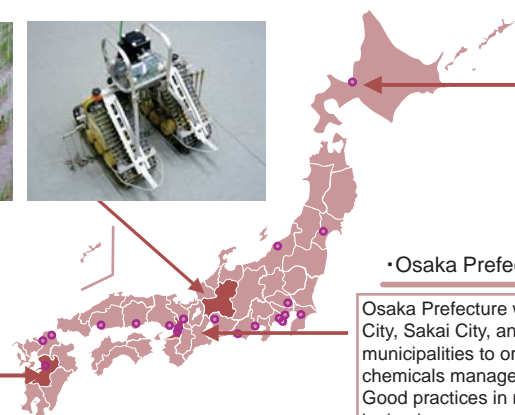 ・Osaka Prefec
Osaka Prefecture w
City, Sakai City, an
municipalities to or
chemicals manage
Good practices in r